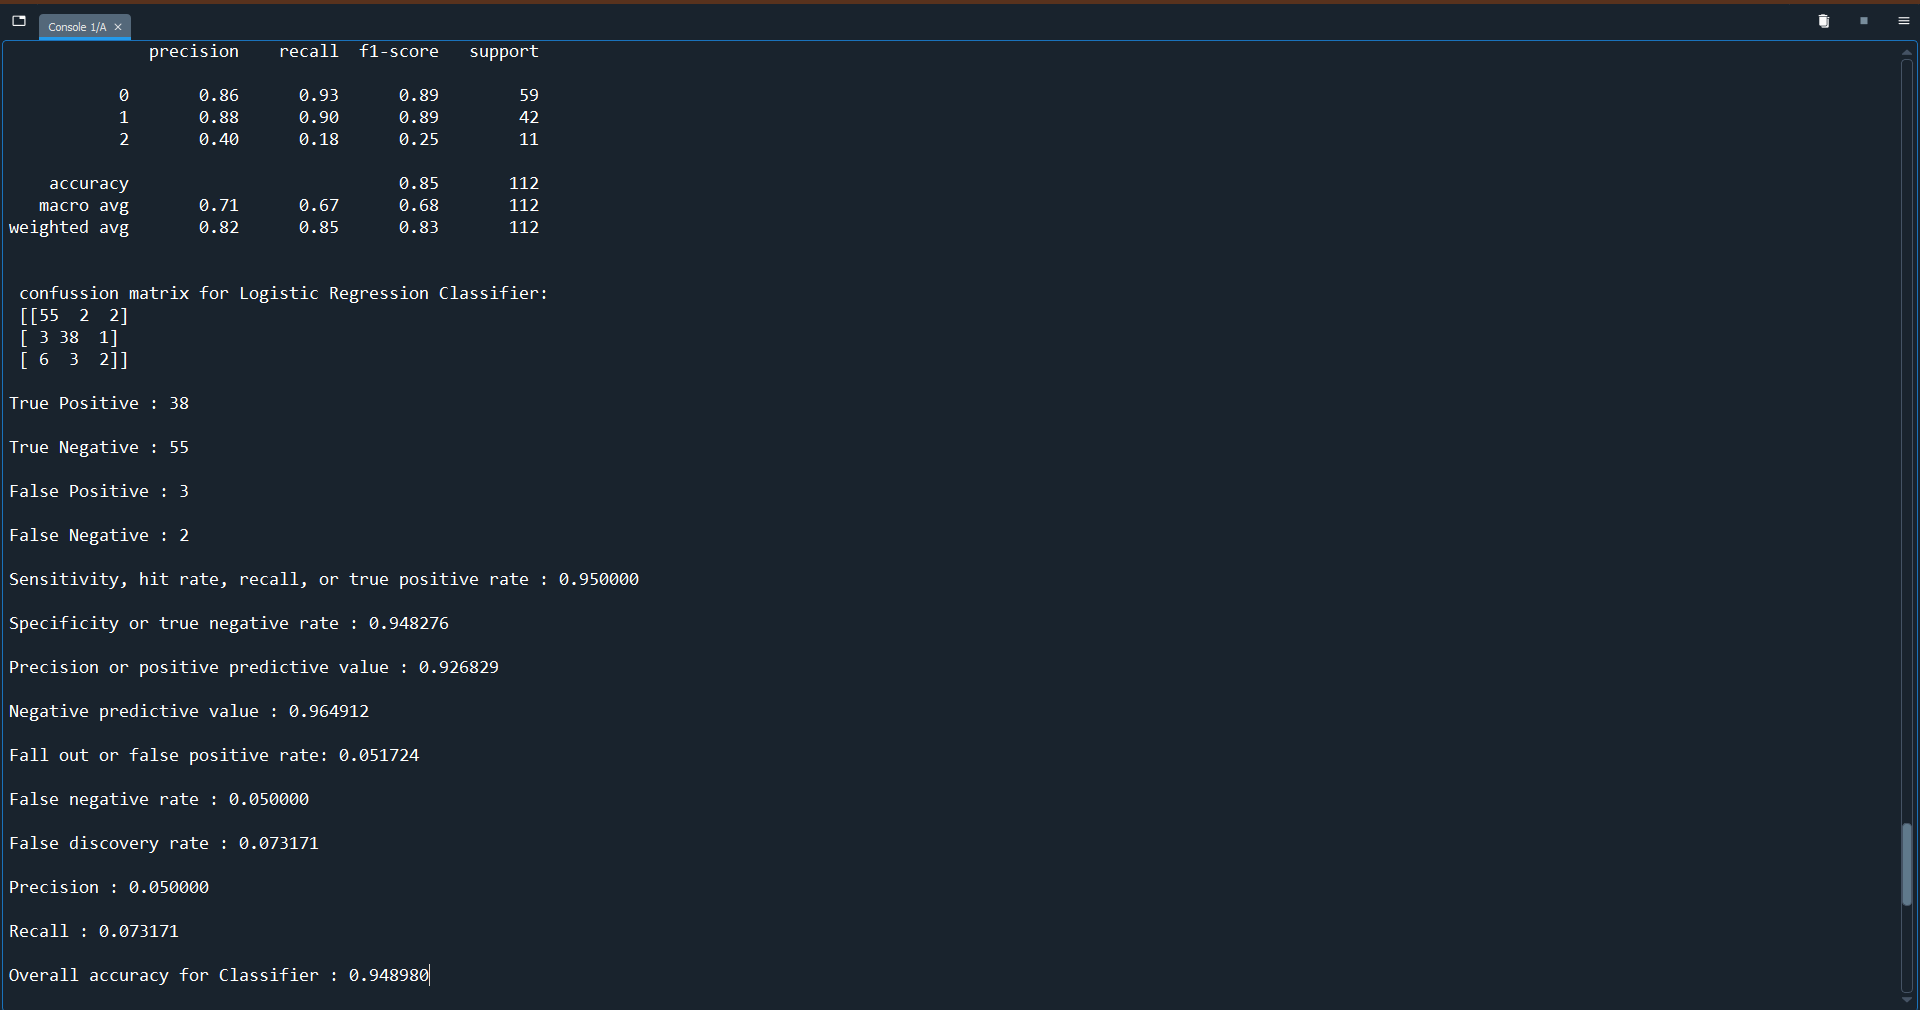 Console 1/A
precision recall f1-score support
0 0.86 0.93 0.89 59
1 0.88 0.90 0.89 42
2 0.40 0.18 0.25 11
accuracy 0.85 112
macro avg 0.71 0.67 0.68 112
weighted avg 0.82 0.85 0.83 112
confussion matrix for Logistic Regression Classifier:
[[55 2 2]
[ 3 38 1]
[ 6 3 2]]
True Positive : 38
True Negative : 55
False Positive : 3
False Negative : 2
Sensitivity, hit rate, recall, or true positive rate : 0.950000
Specificity or true negative rate : 0.948276
Precision or positive predictive value : 0.926829
Negative predictive value : 0.964912
Fall out or false positive rate: 0.051724
False negative rate : 0.050000
False discovery rate : 0.073171
Precision : 0.050000
Recall : 0.073171
Overall accuracy for Classifier : 0.948980